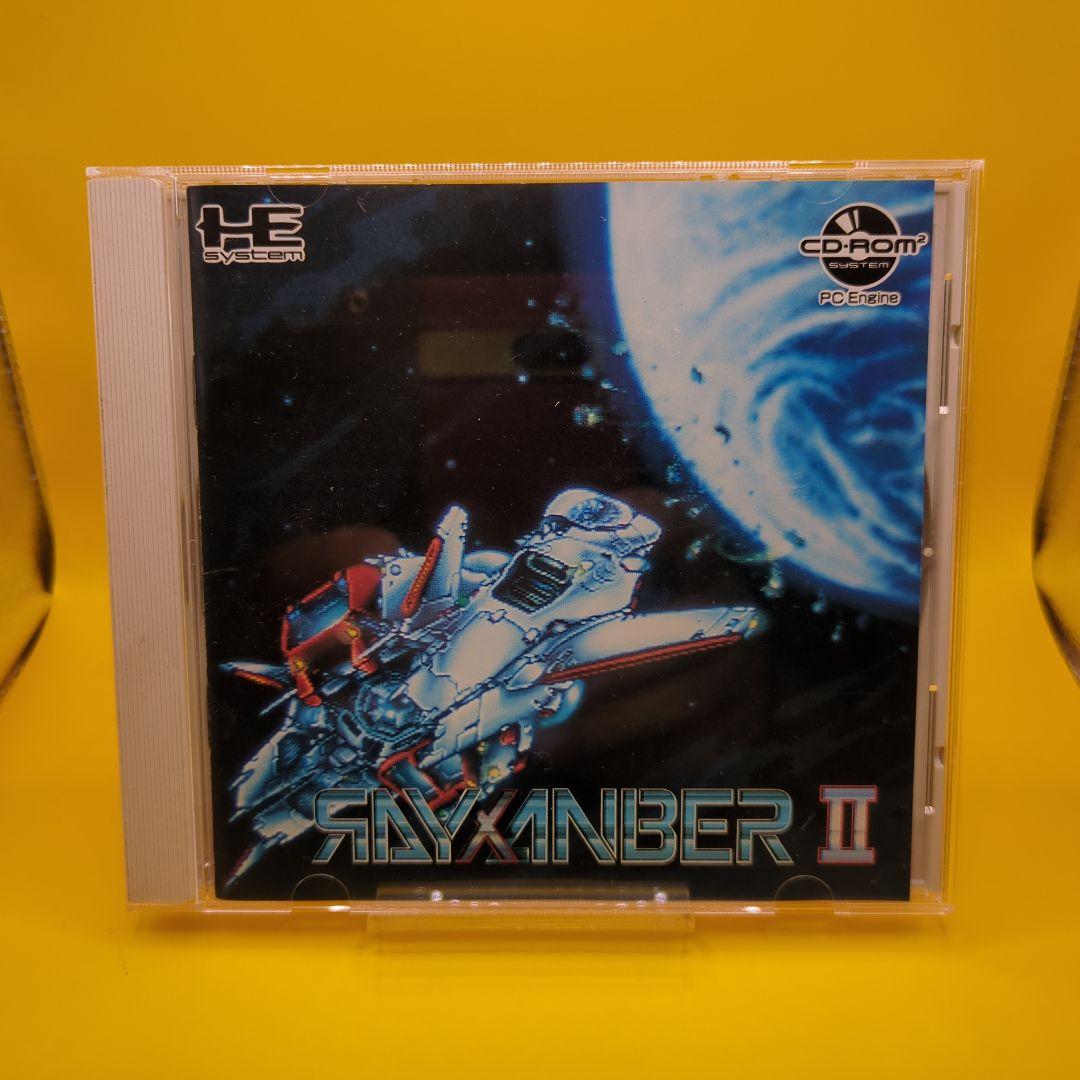 HE
system
CD-ROM²
SYSTEM
PC Engine
RAYXANBER II